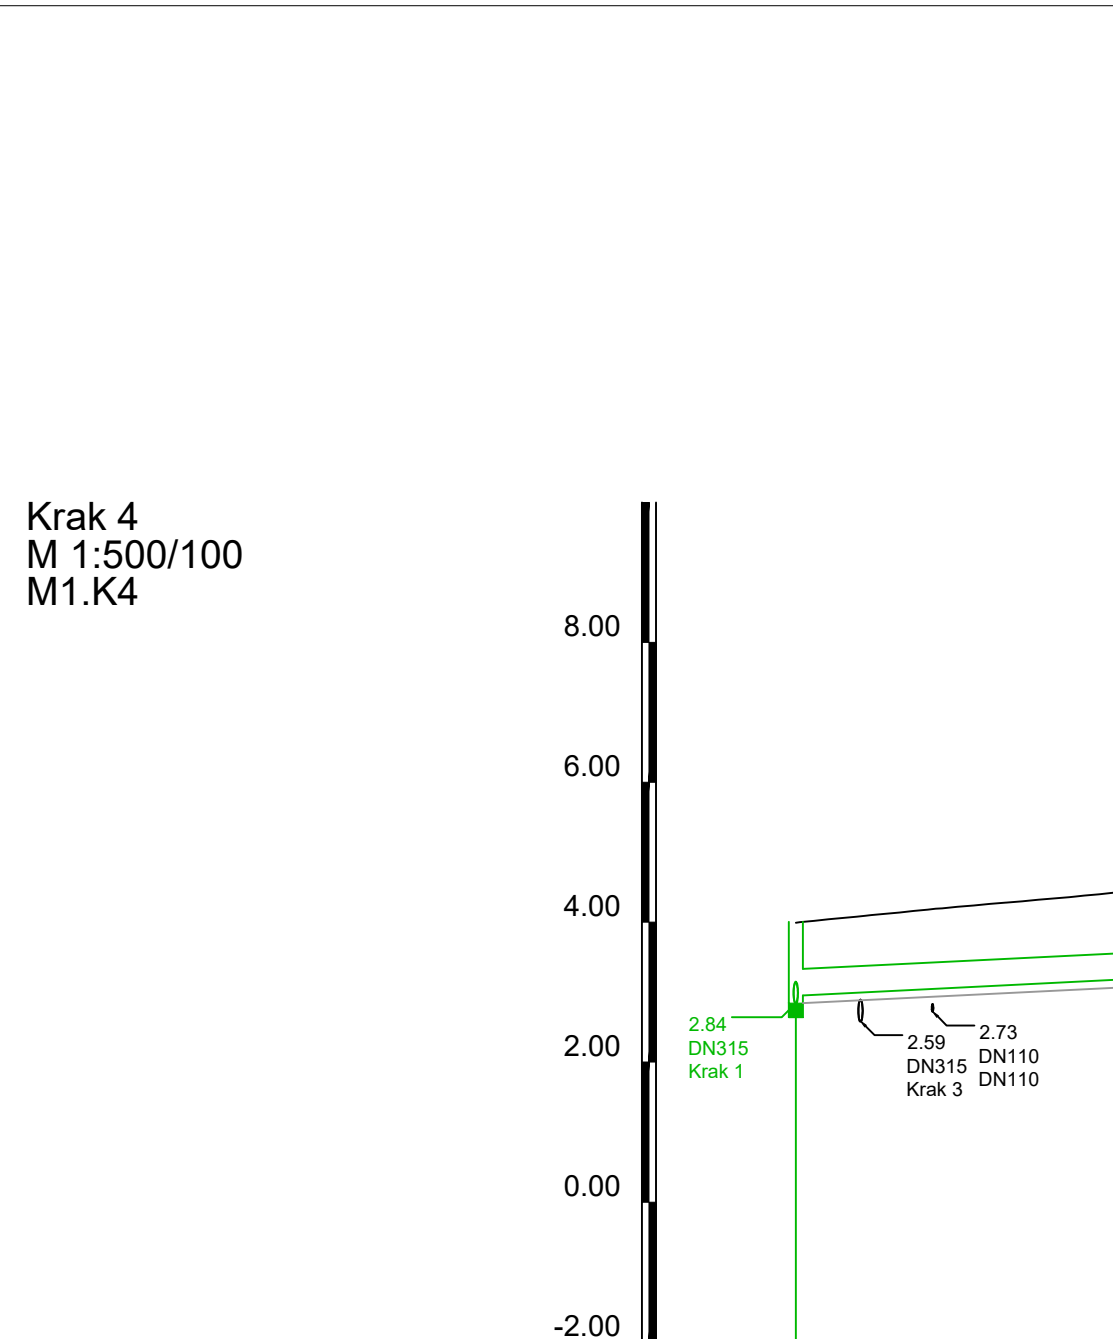 Krak 4
M 1:500/100
M1.K4
8.00
6.00
4.00
2.00
0.00
-2.00
2.84
DN315
Krak 1
2.59
DN315
Krak 3
2.73
DN110
DN110